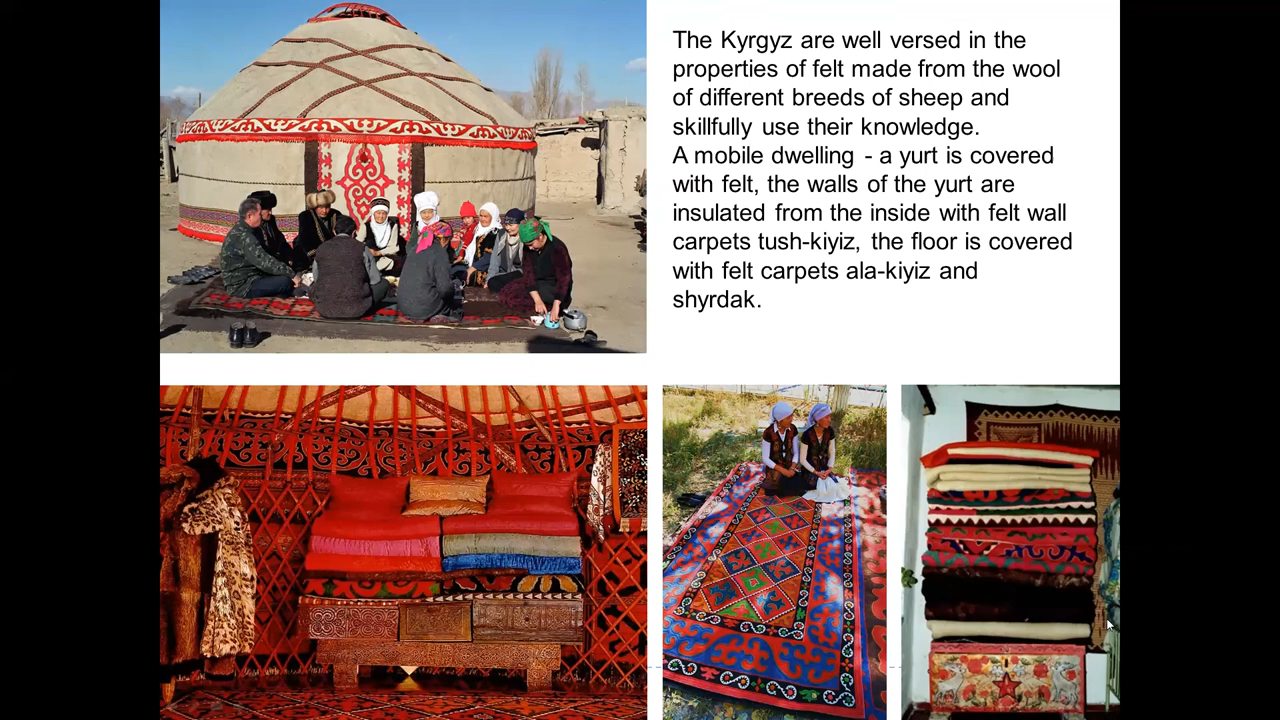 The Kyrgyz are well versed in the
properties of felt made from the wool
of different breeds of sheep and
skillfully use their knowledge.
A mobile dwelling - a yurt is covered
with felt, the walls of the yurt are
insulated from the inside with felt wall
carpets tush-kiyiz, the floor is covered
with felt carpets ala-kiyiz and
shyrdak.